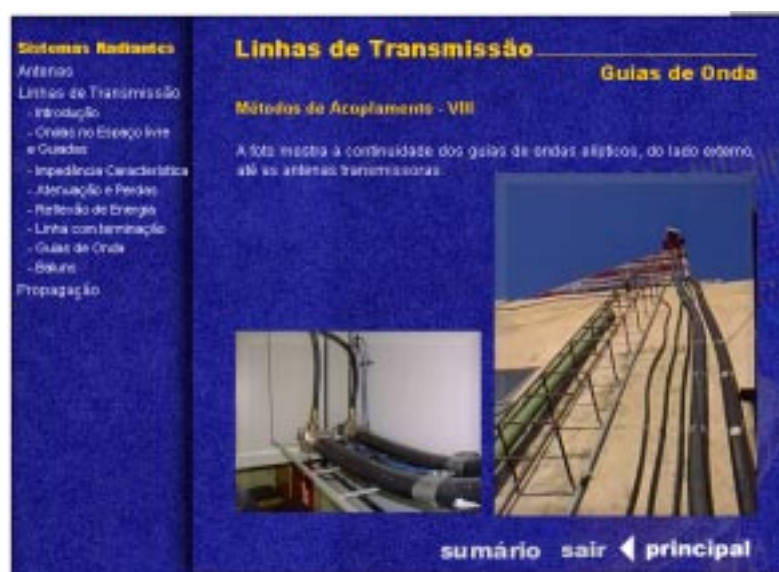 Sistemas Radiantes
Antenas
Linhas de Transmissão
- Introdução
- Ondas no Espaço livre
e Guiadas
- Impedância Característica
- Atenuação e Perdas
- Reflexão de Energia
- Linha com terminação
- Guias de Onda
- Baluns
Propagação
Linhas de Transmissão
Guias de Onda
Métodos de Acoplamento - VIII
A foto mostra a continuidade dos guias de ondas elípticos, do lado externo,
até as antenas transmissoras.
sumário sair principal